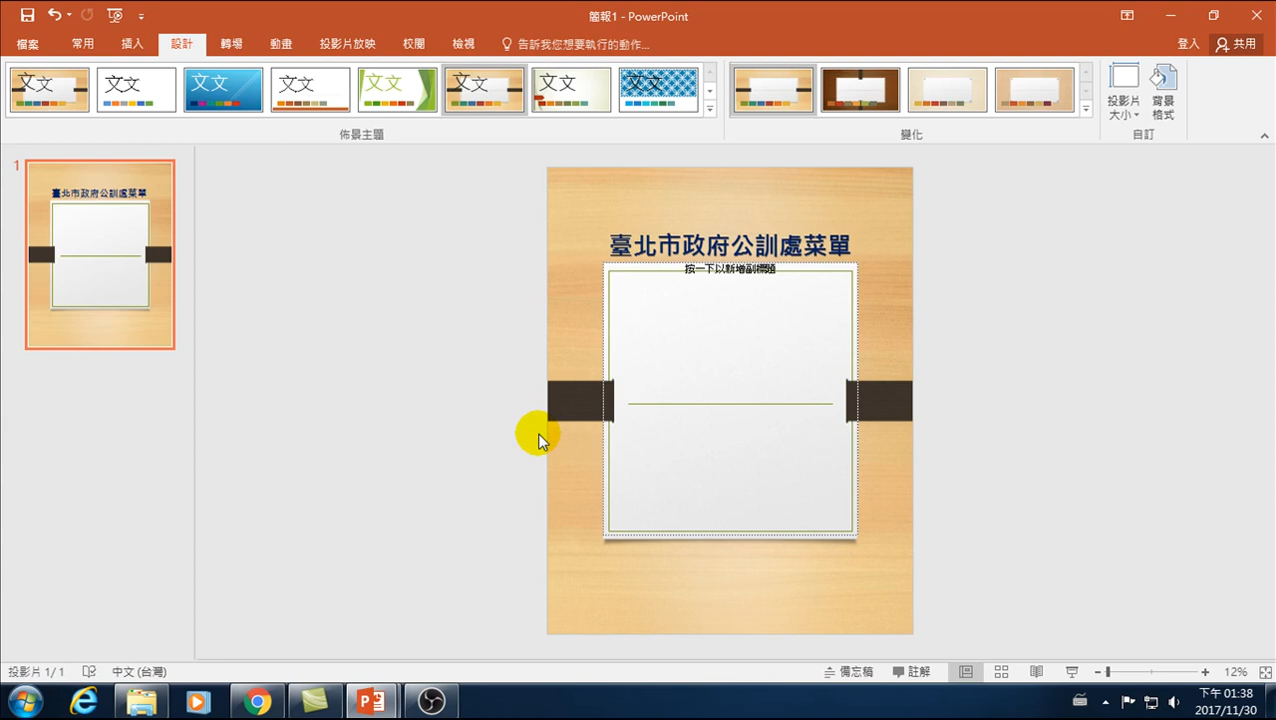 簡報1 - PowerPoint
檔案 常用 插入 設計 轉場 動畫 投影片放映 校閱 檢視 告訴我您想要執行的動作... 登入 共用
文文 文文 文文 文文 文文 文文 文文 文文
投影片大小 背景格式
佈景主題 變化 自訂
1
臺北市政府公訓處菜單
臺北市政府公訓處菜單
按一下以新增副標題
投影片 1/1 中文 (台灣) 備忘稿 註解 12%
下午 01:38
2017/11/30